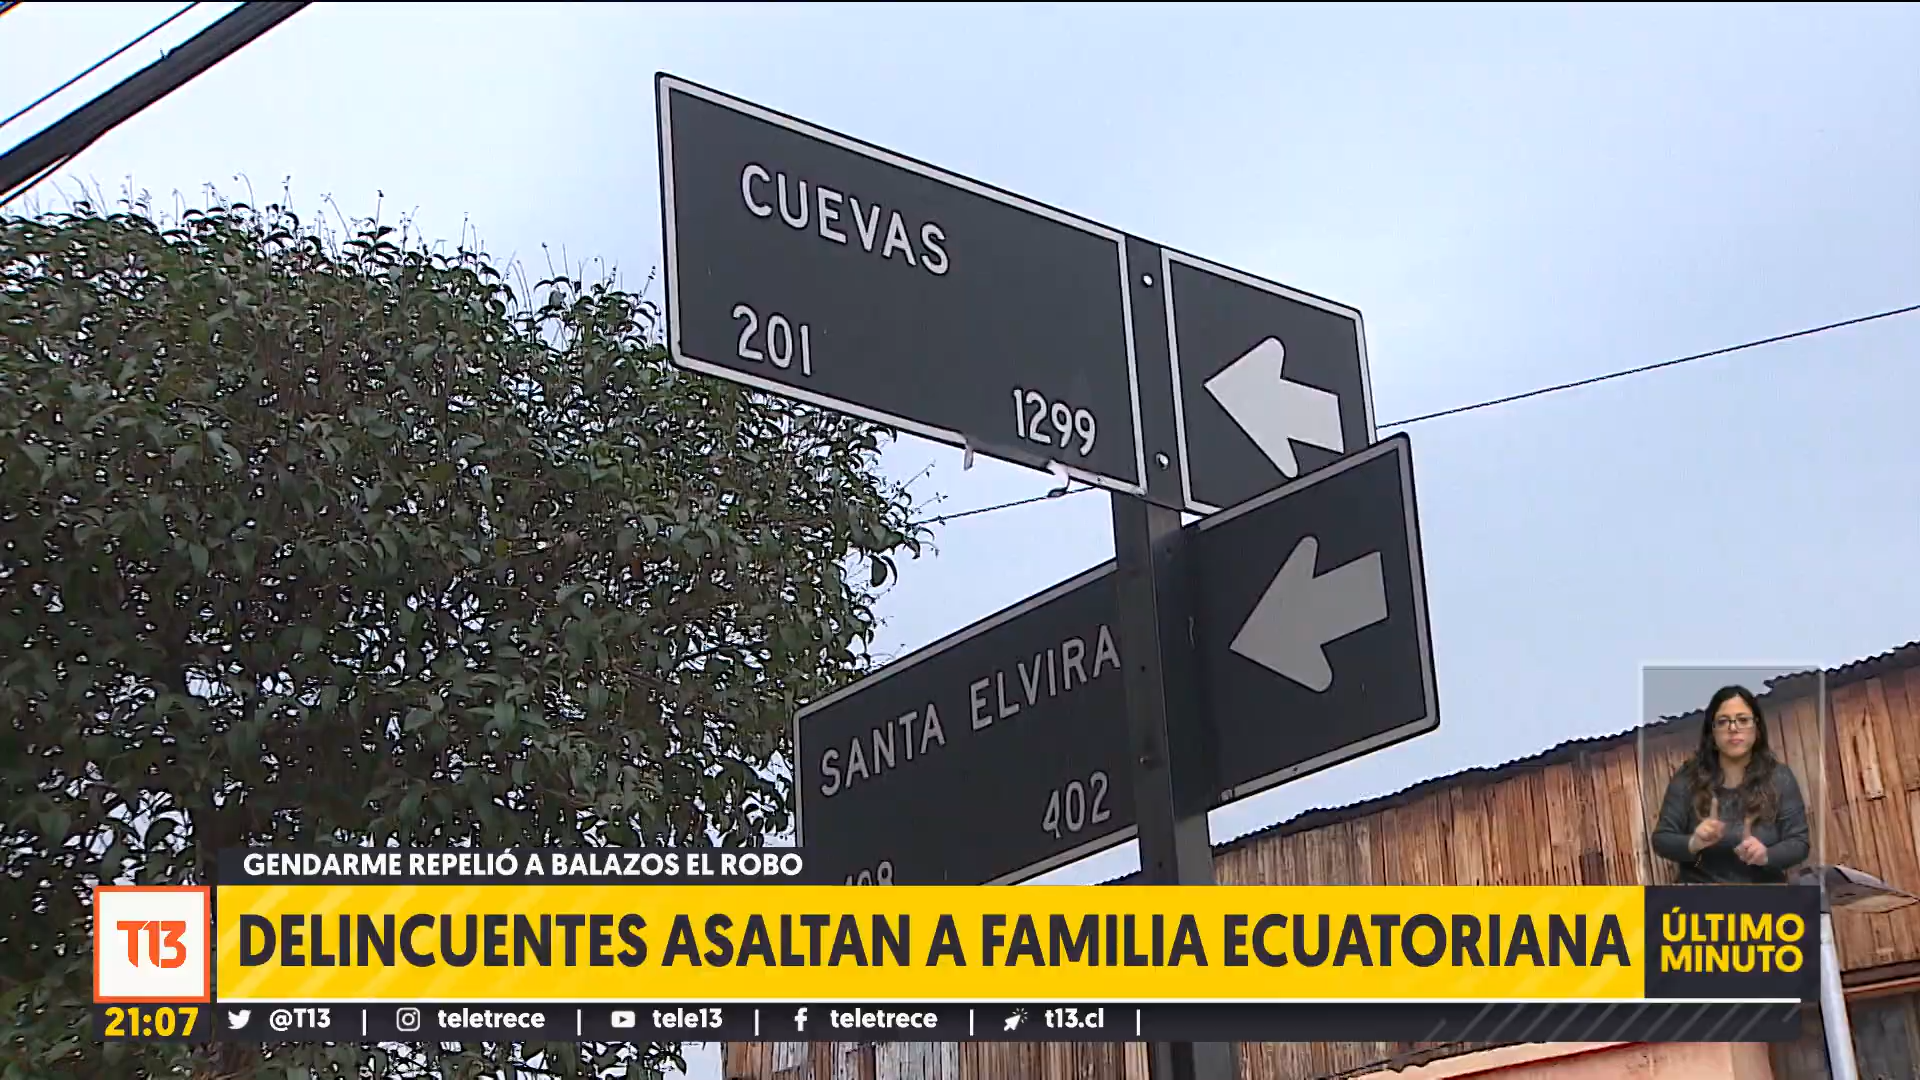 CUEVAS
201
1299
SANTA ELVIRA
402
GENDARME REPELIÓ A BALAZOS EL ROBO
T13
DELINCUENTES ASALTAN A FAMILIA ECUATORIANA
ÚLTIMO
MINUTO
21:07
@T13 | teletrece | tele13 | teletrece | t13.cl |